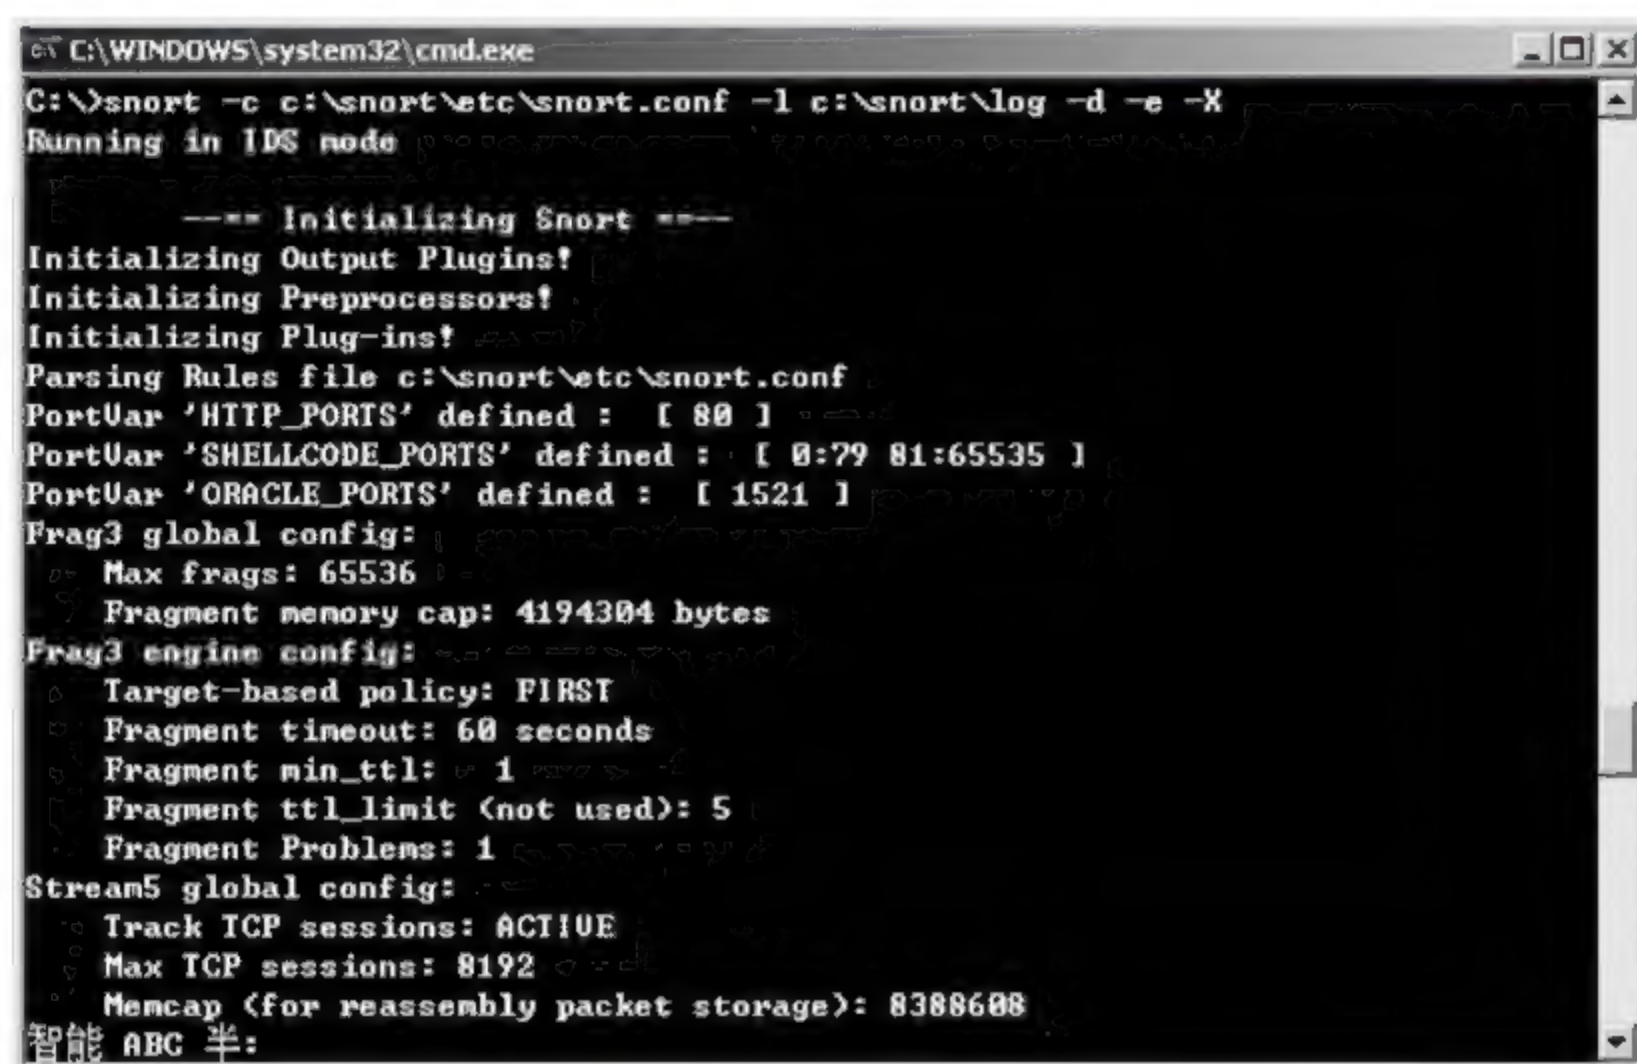 C:\WINDOWS\system32\cmd.exe
C:\>snort -c c:\snort\etc\snort.conf -l c:\snort\log -d -e -X
Running in IDS mode
--== Initializing Snort ==--
Initializing Output Plugins!
Initializing Preprocessors!
Initializing Plug-ins!
Parsing Rules file c:\snort\etc\snort.conf
PortVar 'HTTP_PORTS' defined :  [ 80 ]
PortVar 'SHELLCODE_PORTS' defined :  [ 0:79 81:65535 ]
PortVar 'ORACLE_PORTS' defined :  [ 1521 ]
Frag3 global config:
Max frags: 65536
Fragment memory cap: 4194304 bytes
Frag3 engine config:
Target-based policy: FIRST
Fragment timeout: 60 seconds
Fragment min_ttl:   1
Fragment ttl_limit (not used): 5
Fragment Problems: 1
Stream5 global config:
Track TCP sessions: ACTIVE
Max TCP sessions: 8192
Memcap (for reassembly packet storage): 8388608
智能 ABC 半: